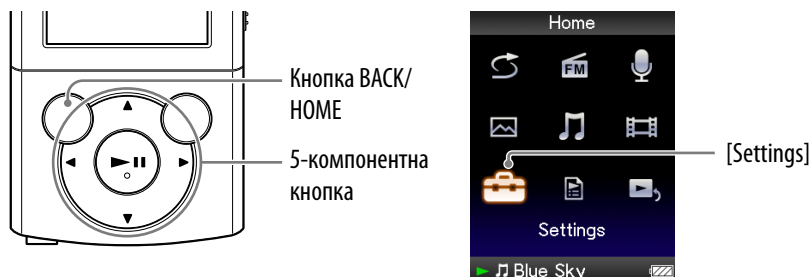 Кнопка BACK/
HOME
5-компонентна
кнопка
Home
FM
Settings
Blue Sky
[Settings]